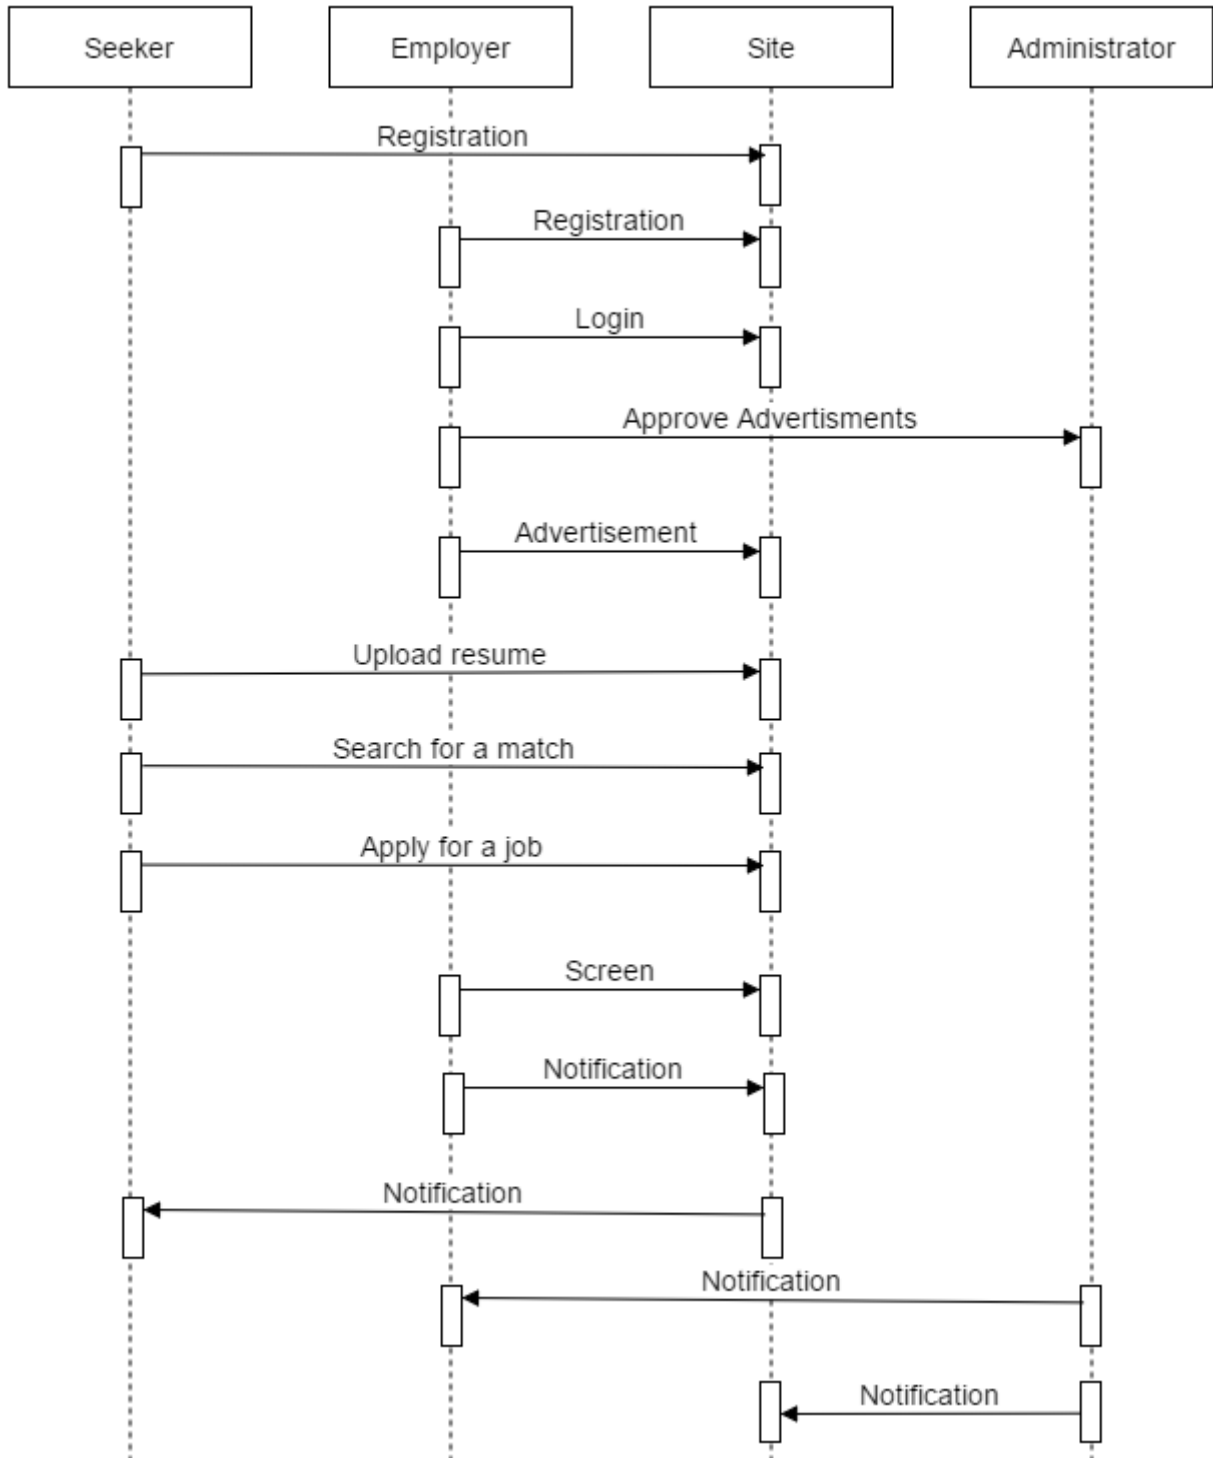 Seeker
Employer
Site
Administrator
Registration
Registration
Login
Approve Advertisments
Advertisement
Upload resume
Search for a match
Apply for a job
Screen
Notification
Notification
Notification
Notification